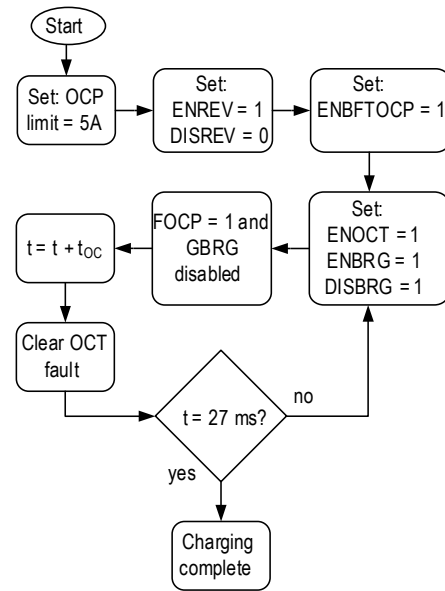 Start
Set: OCP
limit = 5A
Set:
ENREV = 1
DISREV = 0
Set:
ENBFTOCP = 1
Set:
ENOCT = 1
ENBRG = 1
DISBRG = 1
FOCP = 1 and
GBRG
disabled
t = t + tOC
Clear OCT
fault
t = 27 ms?
no
yes
Charging
complete